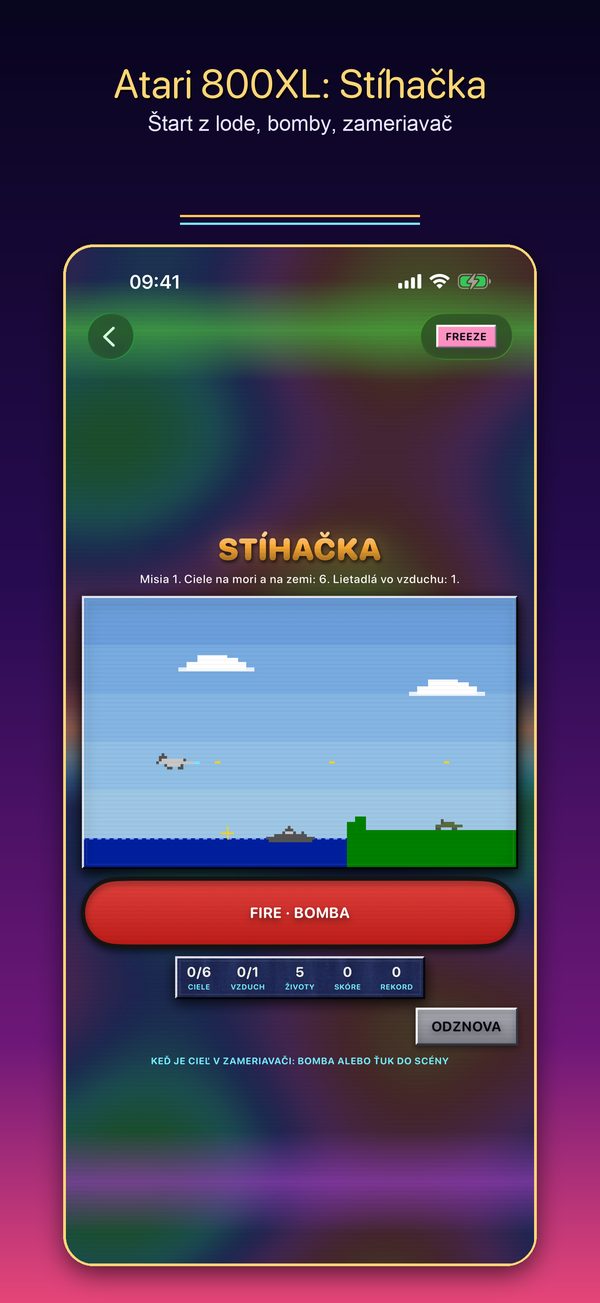 Atari 800XL: Stíhačka
Štart z lode, bomby, zameriavač
09:41
FREEZE
STÍHAČKA
Misia 1. Ciele na mori a na zemi: 6. Lietadlá vo vzduchu: 1.
FIRE · BOMBA
0/6 0/1 5 0 0
CIELE VZDUCH ŽIVOTY SKÓRE REKORD
ODZNOVA
KEĎ JE CIEĽ V ZAMERIAVAČI: BOMBA ALEBO ŤUK DO SCÉNY